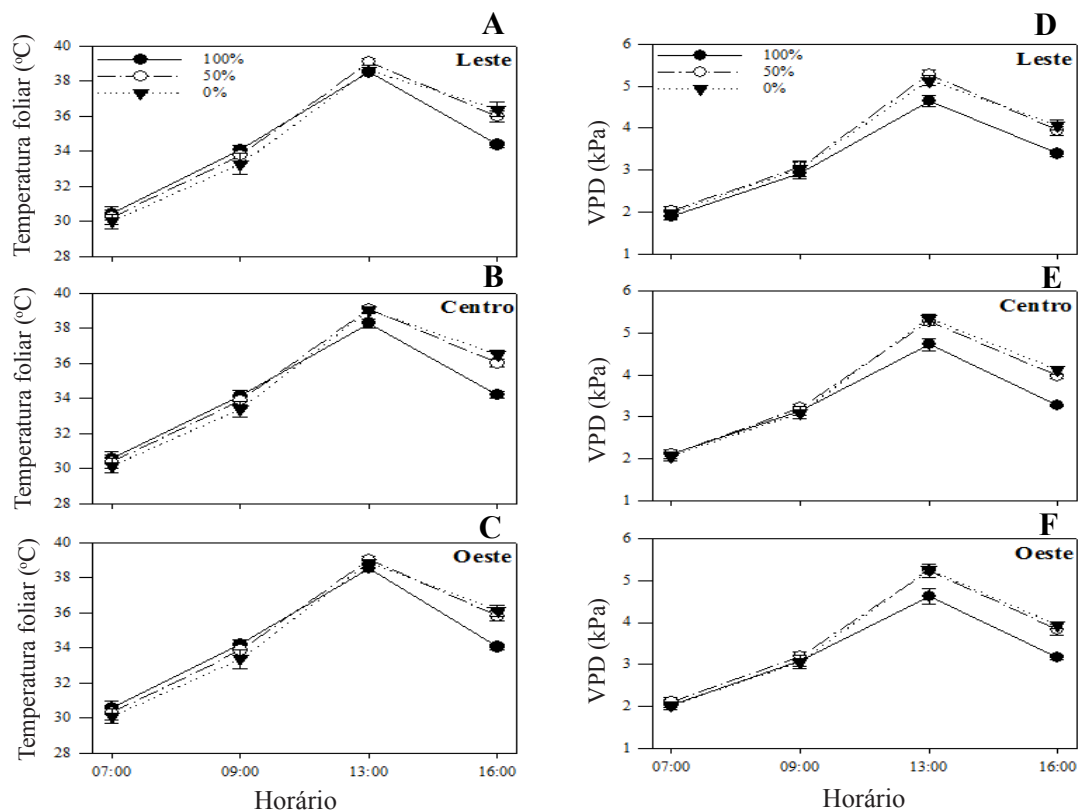 A
Leste
100%
50%
0%
Temperatura foliar (ºC)
40
38
36
34
32
30
28
B
Centro
Temperatura foliar (ºC)
40
38
36
34
32
30
28
C
Oeste
Temperatura foliar (ºC)
40
38
36
34
32
30
28
07:00 09:00 13:00 16:00
Horário
D
Leste
100%
50%
0%
VPD (kPa)
6
5
4
3
2
1
E
Centro
VPD (kPa)
6
5
4
3
2
1
F
Oeste
VPD (kPa)
6
5
4
3
2
1
07:00 09:00 13:00 16:00
Horário